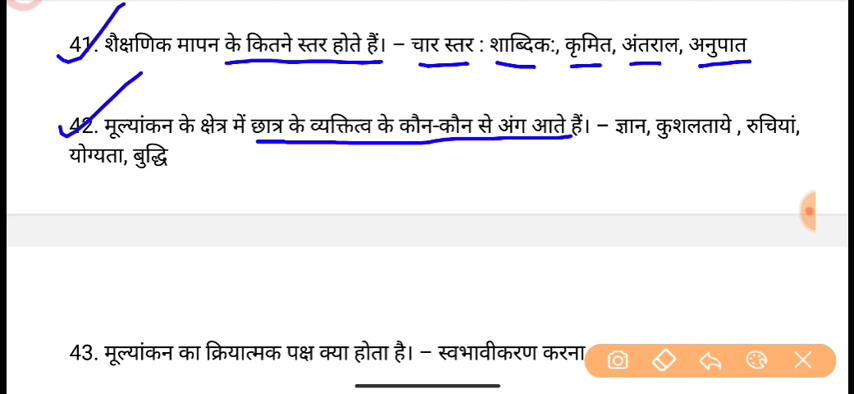 41. शैक्षणिक मापन के कितने स्तर होते हैं। – चार स्तर : शाब्दिक:, कृमित, अंतराल, अनुपात
42. मूल्यांकन के क्षेत्र में छात्र के व्यक्तित्व के कौन-कौन से अंग आते हैं। – ज्ञान, कुशलताये , रुचियां,
योग्यता, बुद्धि
43. मूल्यांकन का क्रियात्मक पक्ष क्या होता है। – स्वभावीकरण करना